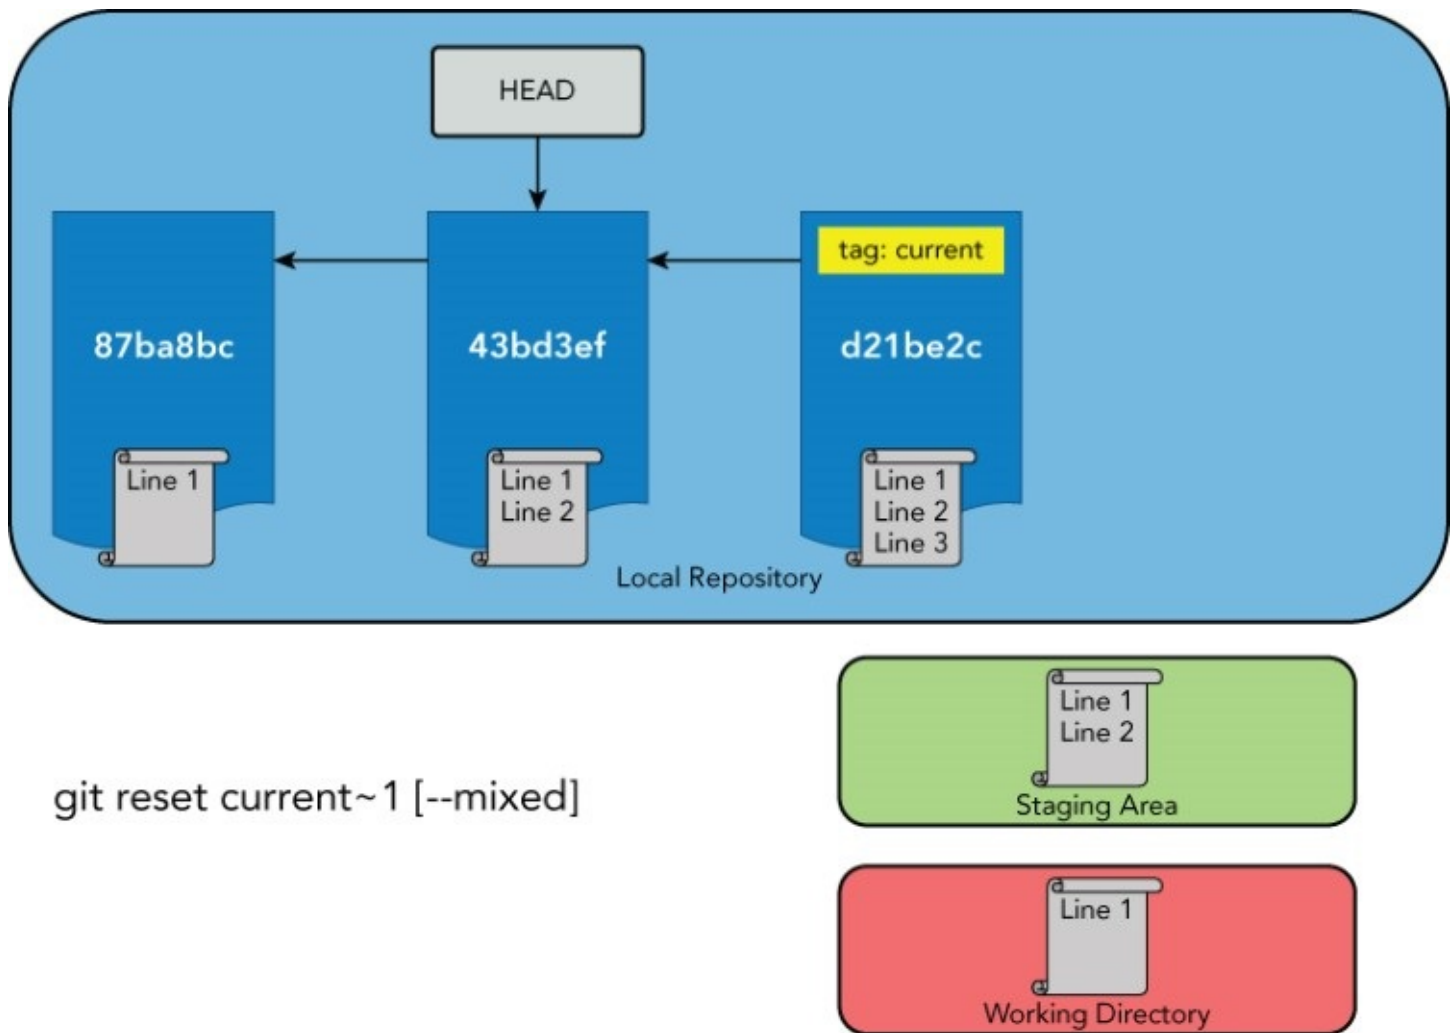 HEAD
tag: current
87ba8bc
43bd3ef
d21be2c
Line 1
Line 1
Line 2
Line 1
Line 2
Line 3
Local Repository
git reset current~1 [--mixed]
Line 1
Line 2
Staging Area
Line 1
Working Directory